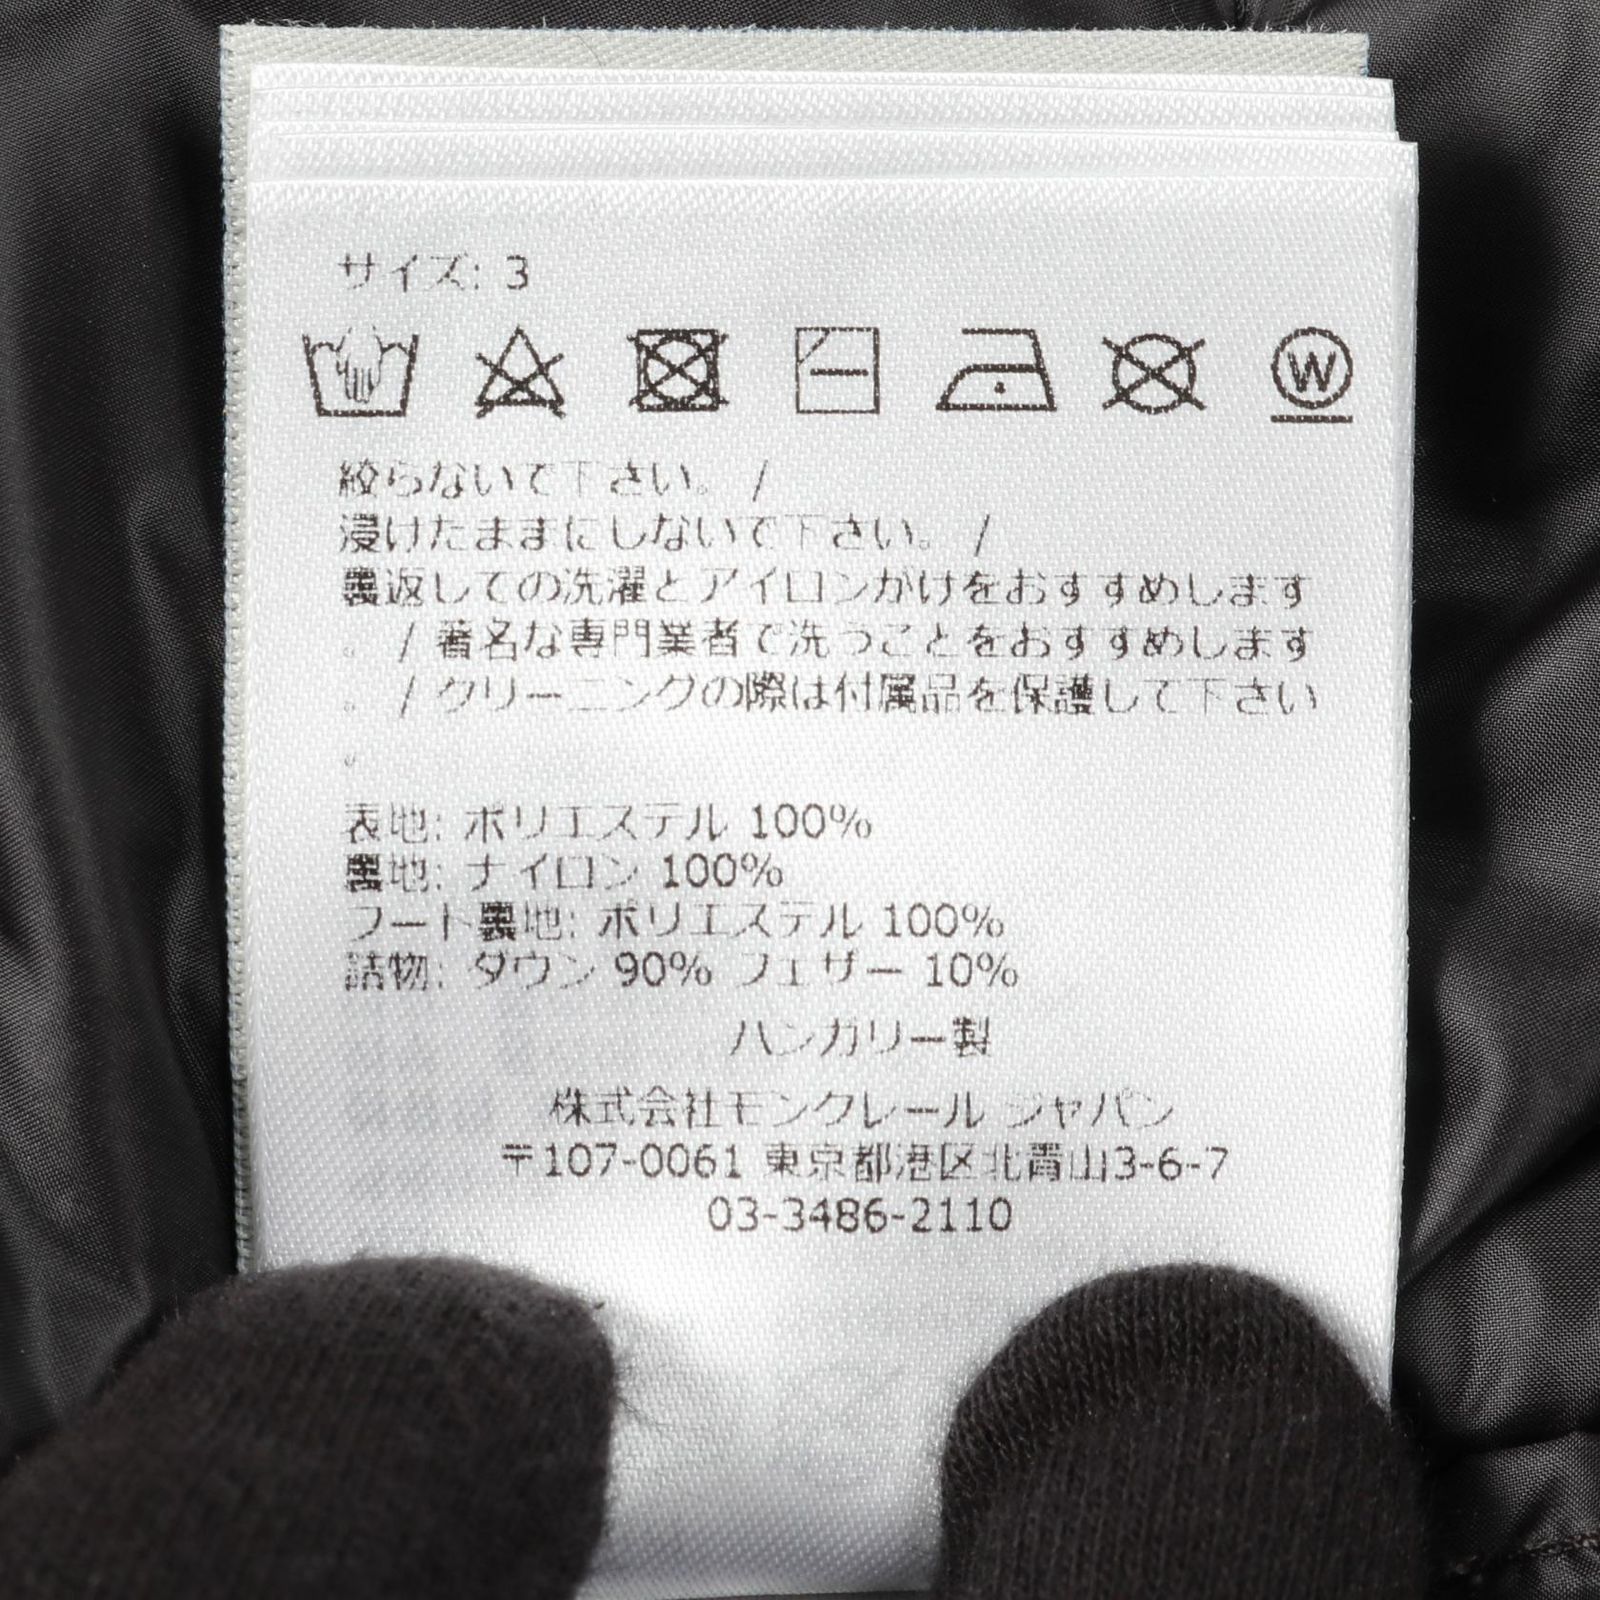 サイズ: 3
W
絞らないで下さい。 /
浸けたままにしないで下さい。 /
裏返しての洗濯とアイロンがけをおすすめします
。 / 著名な専門業者で洗うことをおすすめします
。 / クリーニングの際は付属品を保護して下さい
。
表地: ポリエステル 100%
裏地: ナイロン 100%
フート裏地: ポリエステル 100%
詰物: ダウン 90% フェザー 10%
ハンガリー製
株式会社モンクレール ジャパン
〒107-0061 東京都港区北青山3-6-7
03-3486-2110